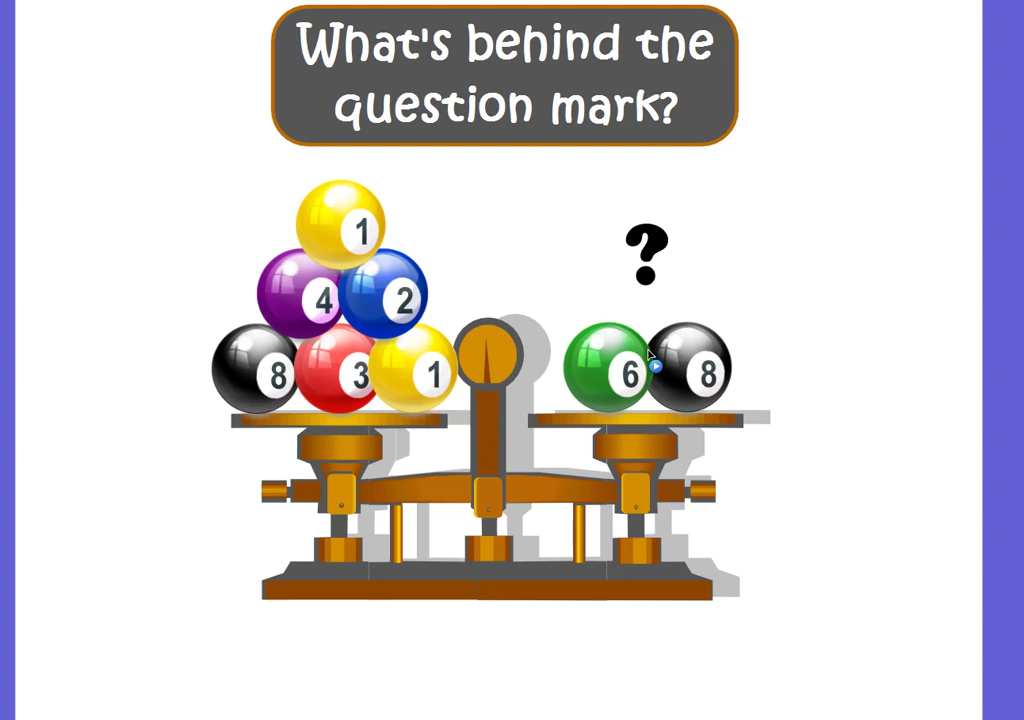 What's behind the
question mark?
1
?
4 2
8 3 1 6 8